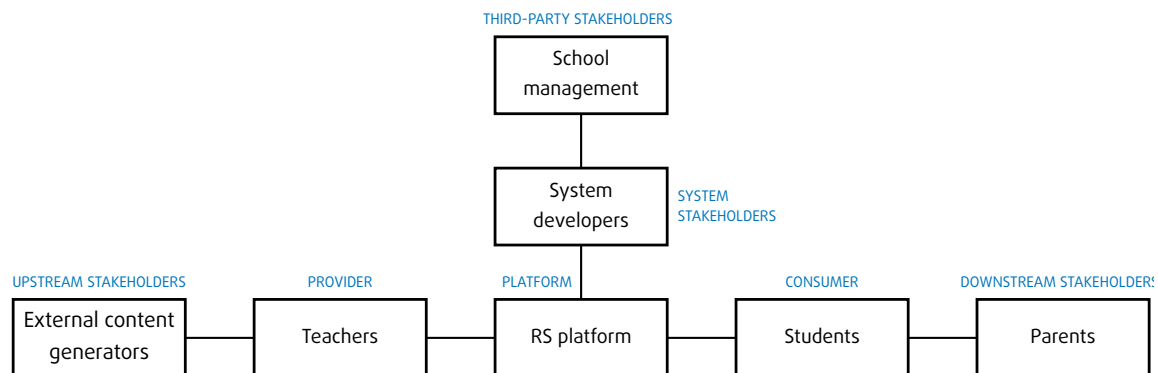 THIRD-PARTY STAKEHOLDERS
School
management
System
developers
SYSTEM
STAKEHOLDERS
UPSTREAM STAKEHOLDERS
PROVIDER
PLATFORM
CONSUMER
DOWNSTREAM STAKEHOLDERS
External content
generators
Teachers
RS platform
Students
Parents